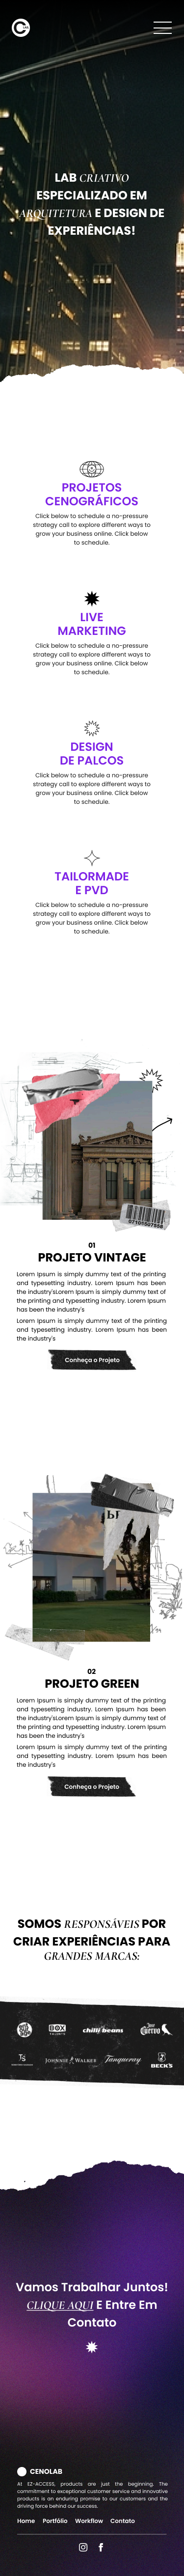 LAB CRIATIVO
ESPECIALIZADO EM
ARQUITETURA E DESIGN DE
EXPERIÊNCIAS!
PROJETOS
CENOGRÁFICOS
Click below to schedule a no-pressure
strategy call to explore different ways to
grow your business online. Click below
to schedule.
LIVE
MARKETING
Click below to schedule a no-pressure
strategy call to explore different ways to
grow your business online. Click below
to schedule.
DESIGN
DE PALCOS
Click below to schedule a no-pressure
strategy call to explore different ways to
grow your business online. Click below
to schedule.
TAILORMADE
E PVD
Click below to schedule a no-pressure
strategy call to explore different ways to
grow your business online. Click below
to schedule.
01
PROJETO VINTAGE
Lorem Ipsum is simply dummy text of the printing
and typesetting industry. Lorem Ipsum has been
the industry'sLorem Ipsum is simply dummy text of
the printing and typesetting industry. Lorem Ipsum
has been the industry's
Lorem Ipsum is simply dummy text of the printing
and typesetting industry. Lorem Ipsum has been
the industry's
Conheça o Projeto
02
PROJETO GREEN
Lorem Ipsum is simply dummy text of the printing
and typesetting industry. Lorem Ipsum has been
the industry'sLorem Ipsum is simply dummy text of
the printing and typesetting industry. Lorem Ipsum
has been the industry's
Lorem Ipsum is simply dummy text of the printing
and typesetting industry. Lorem Ipsum has been
the industry's
Conheça o Projeto
SOMOS RESPONSÁVEIS POR
CRIAR EXPERIÊNCIAS PARA
GRANDES MARCAS:
BOX
chilli beans
Jose Cuervo
TS
JOHNNIE WALKER
Tanqueray
BECK'S
Vamos Trabalhar Juntos!
CLIQUE AQUI E Entre Em
Contato
CENOLAB
At EZ-ACCESS, products are just the beginning. The
commitment to exceptional customer service and innovative
products is an enduring promise to our customers and the
driving force behind our success.
Home Portfólio Workflow Contato